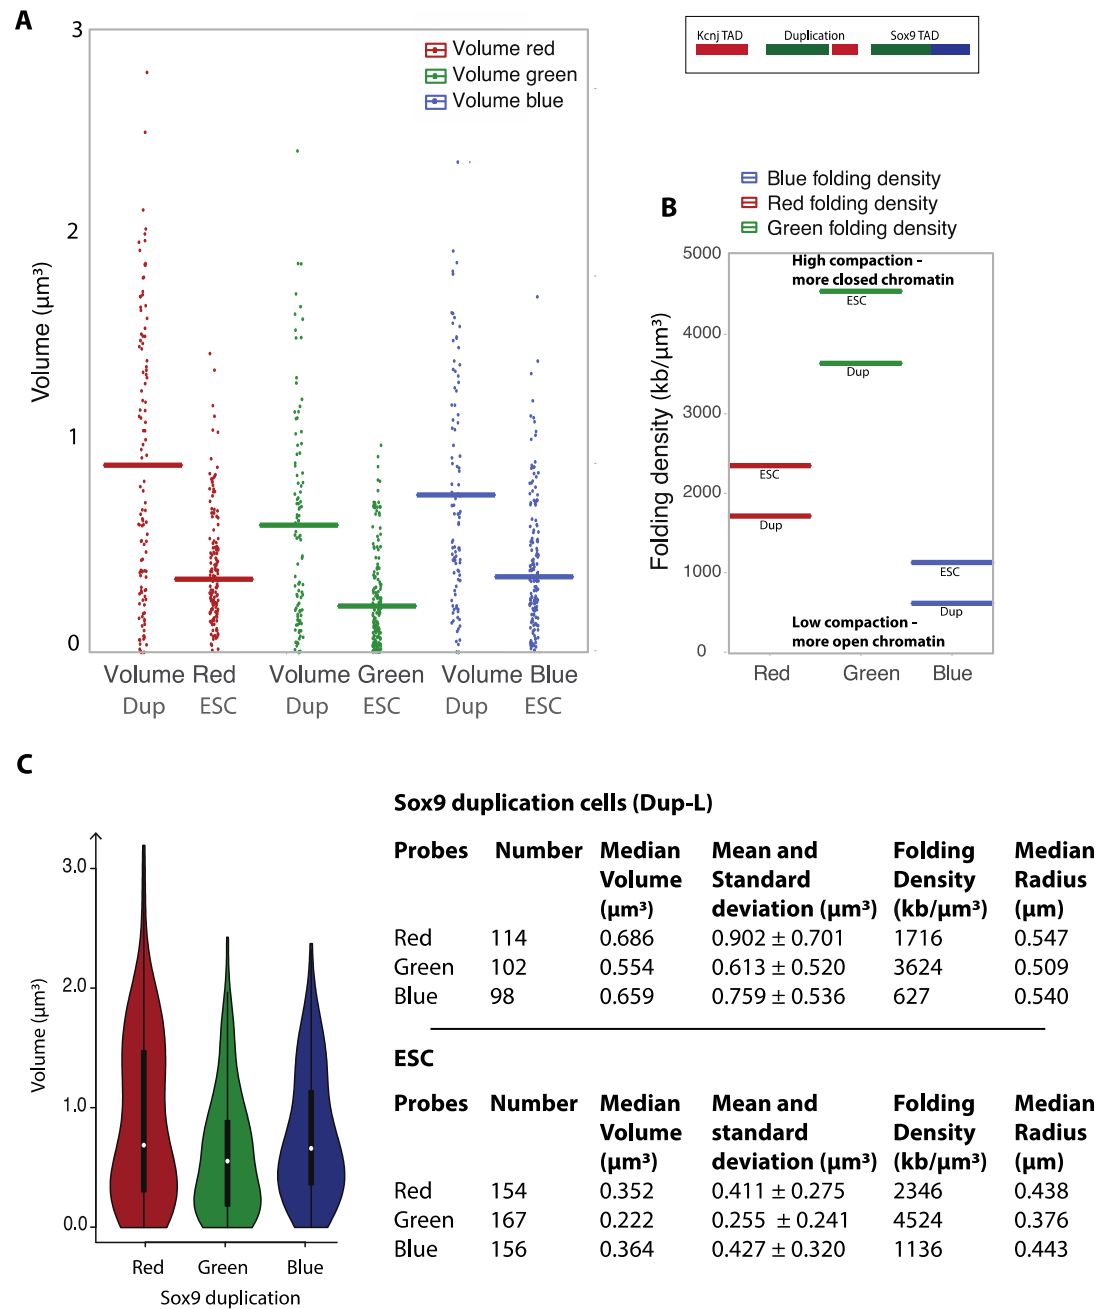 A
3
2
1
0
Volume (µm³)
Volume red
Volume green
Volume blue
Volume Red
Volume Green
Volume Blue
Dup
ESC
Dup
ESC
Dup
ESC
Kcnj TAD
Duplication
Sox9 TAD
B
Blue folding density
Red folding density
Green folding density
5000
4000
3000
2000
1000
0
Folding density (kb/µm³)
High compaction -
more closed chromatin
ESC
Dup
ESC
Dup
ESC
Dup
Low compaction –
more open chromatin
Red
Green
Blue
C
3.0
2.0
1.0
0.0
Volume (µm³)
Red
Green
Blue
Sox9 duplication
Sox9 duplication cells (Dup-L)
Probes Number Median Mean and Folding Median
Volume Standard Density Radius
(µm³) deviation (µm³) (kb/µm³) (µm)
Red 114 0.686 0.902 ± 0.701 1716 0.547
Green 102 0.554 0.613 ± 0.520 3624 0.509
Blue 98 0.659 0.759 ± 0.536 627 0.540
ESC
Probes Number Median Mean and Folding Median
Volume standard Density Radius
(µm³) deviation (µm³) (kb/µm³) (µm)
Red 154 0.352 0.411 ± 0.275 2346 0.438
Green 167 0.222 0.255 ± 0.241 4524 0.376
Blue 156 0.364 0.427 ± 0.320 1136 0.443